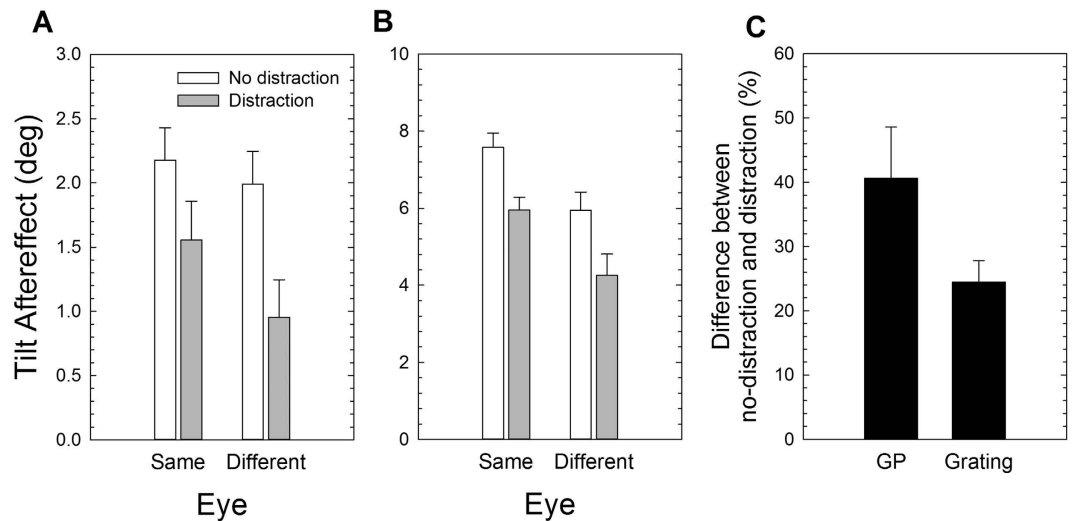 A
B
C
Tilt Aftereffect (deg)
3.0
2.5
2.0
1.5
1.0
0.5
0.0
No distraction
Distraction
Same Different
Eye
10
8
6
4
2
0
Same Different
Eye
Difference between
no-distraction and distraction (%)
60
50
40
30
20
10
0
GP Grating